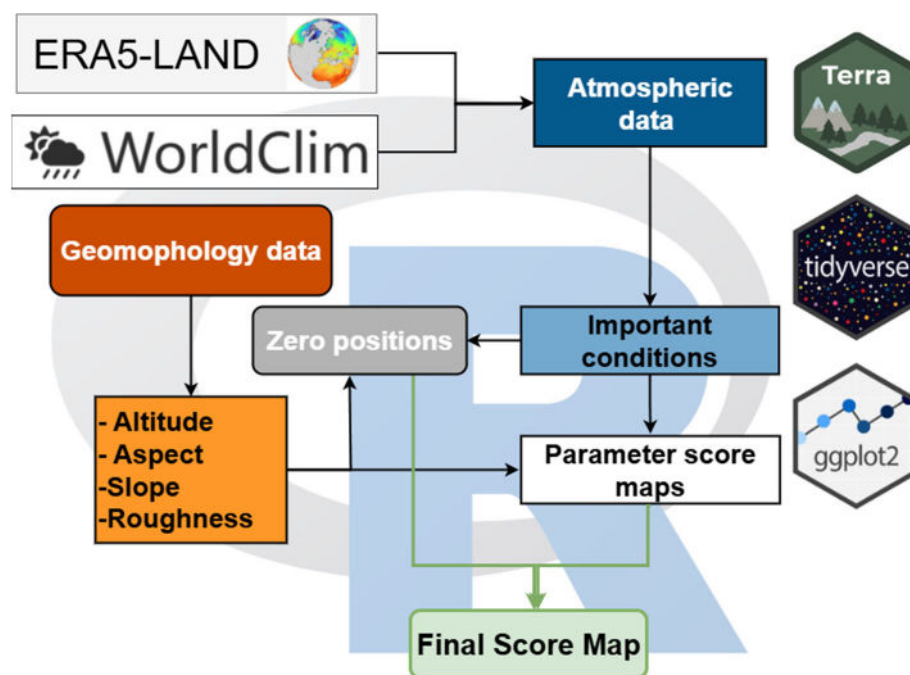 ERA5-LAND
WorldClim
Atmospheric
data
Terra
Geomophology data
tidyverse
Zero positions
Important
conditions
- Altitude
- Aspect
-Slope
-Roughness
Parameter score
maps
ggplot2
Final Score Map
R